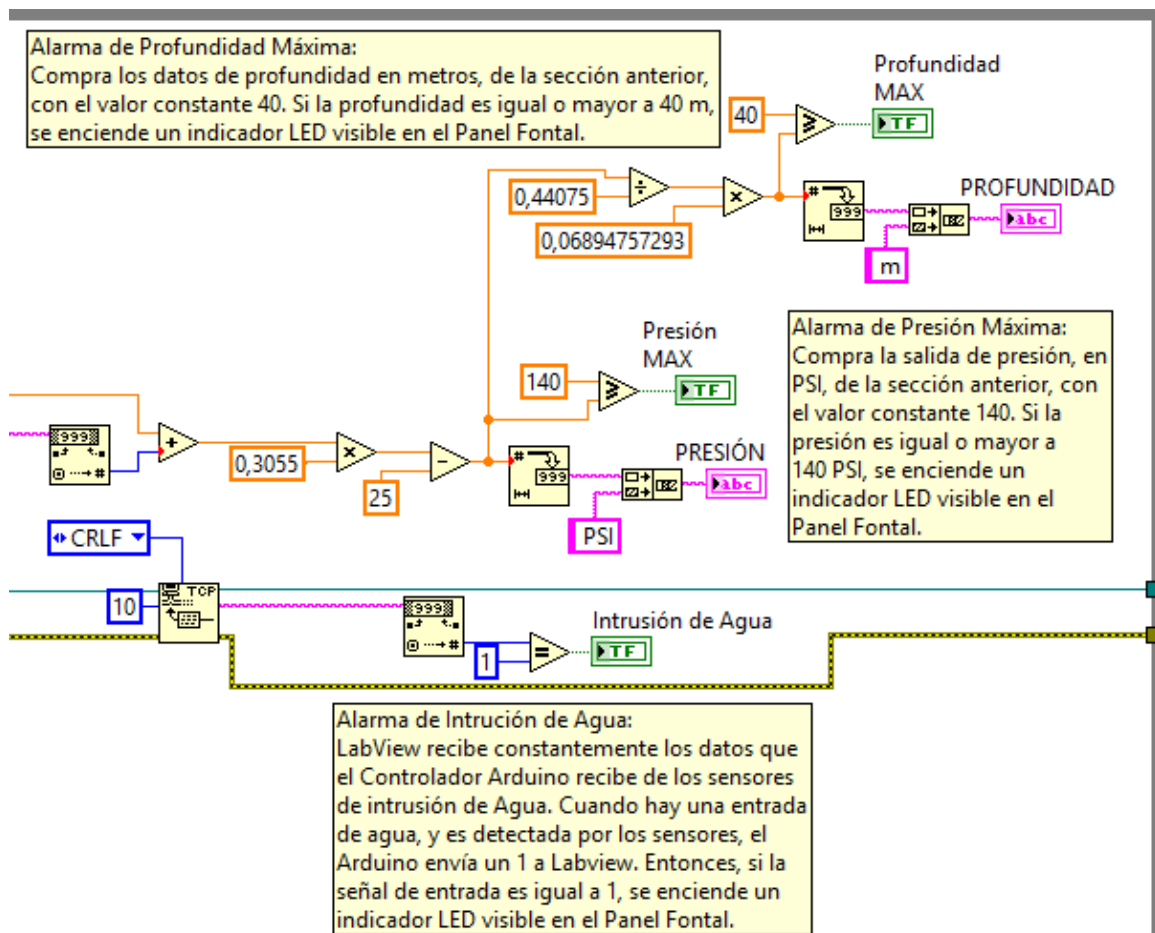 Alarma de Profundidad Máxima:
Compra los datos de profundidad en metros, de la sección anterior,
con el valor constante 40. Si la profundidad es igual o mayor a 40 m,
se enciende un indicador LED visible en el Panel Fontal.
Profundidad
MAX
40
TF
0,44075
0,06894757293
#
999
PROFUNDIDAD
abc
m
Presión
MAX
140
TF
Alarma de Presión Máxima:
Compra la salida de presión, en
PSI, de la sección anterior, con
el valor constante 140. Si la
presión es igual o mayor a
140 PSI, se enciende un
indicador LED visible en el
Panel Fontal.
999
#
0,3055
25
#
999
PRESIÓN
abc
PSI
CRLF
10
TCP
999
#
1
Intrusión de Agua
TF
Alarma de Intrución de Agua:
LabView recibe constantemente los datos que
el Controlador Arduino recibe de los sensores
de intrusión de Agua. Cuando hay una entrada
de agua, y es detectada por los sensores, el
Arduino envía un 1 a Labview. Entonces, si la
señal de entrada es igual a 1, se enciende un
indicador LED visible en el Panel Fontal.